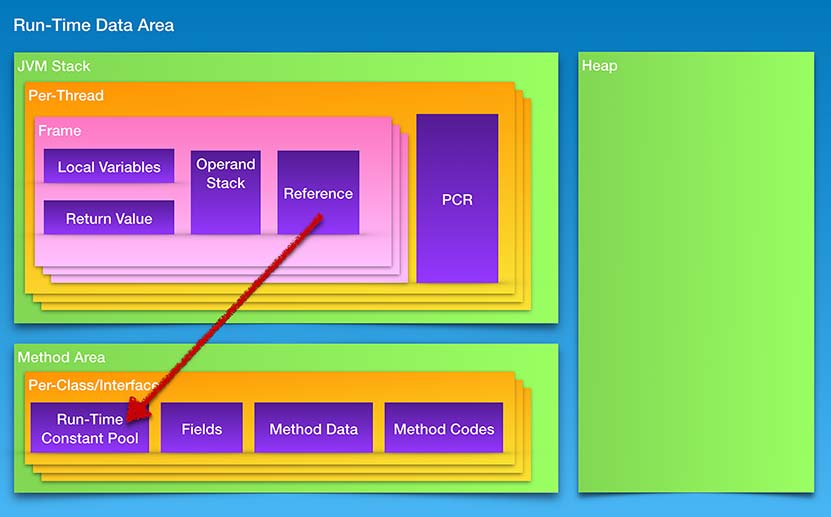 Run-Time Data Area
JVM Stack
Heap
Per-Thread
Frame
Local Variables
Operand
Stack
Reference
Return Value
PCR
Method Area
Per-Class/Interface
Run-Time
Constant Pool
Fields
Method Data
Method Codes